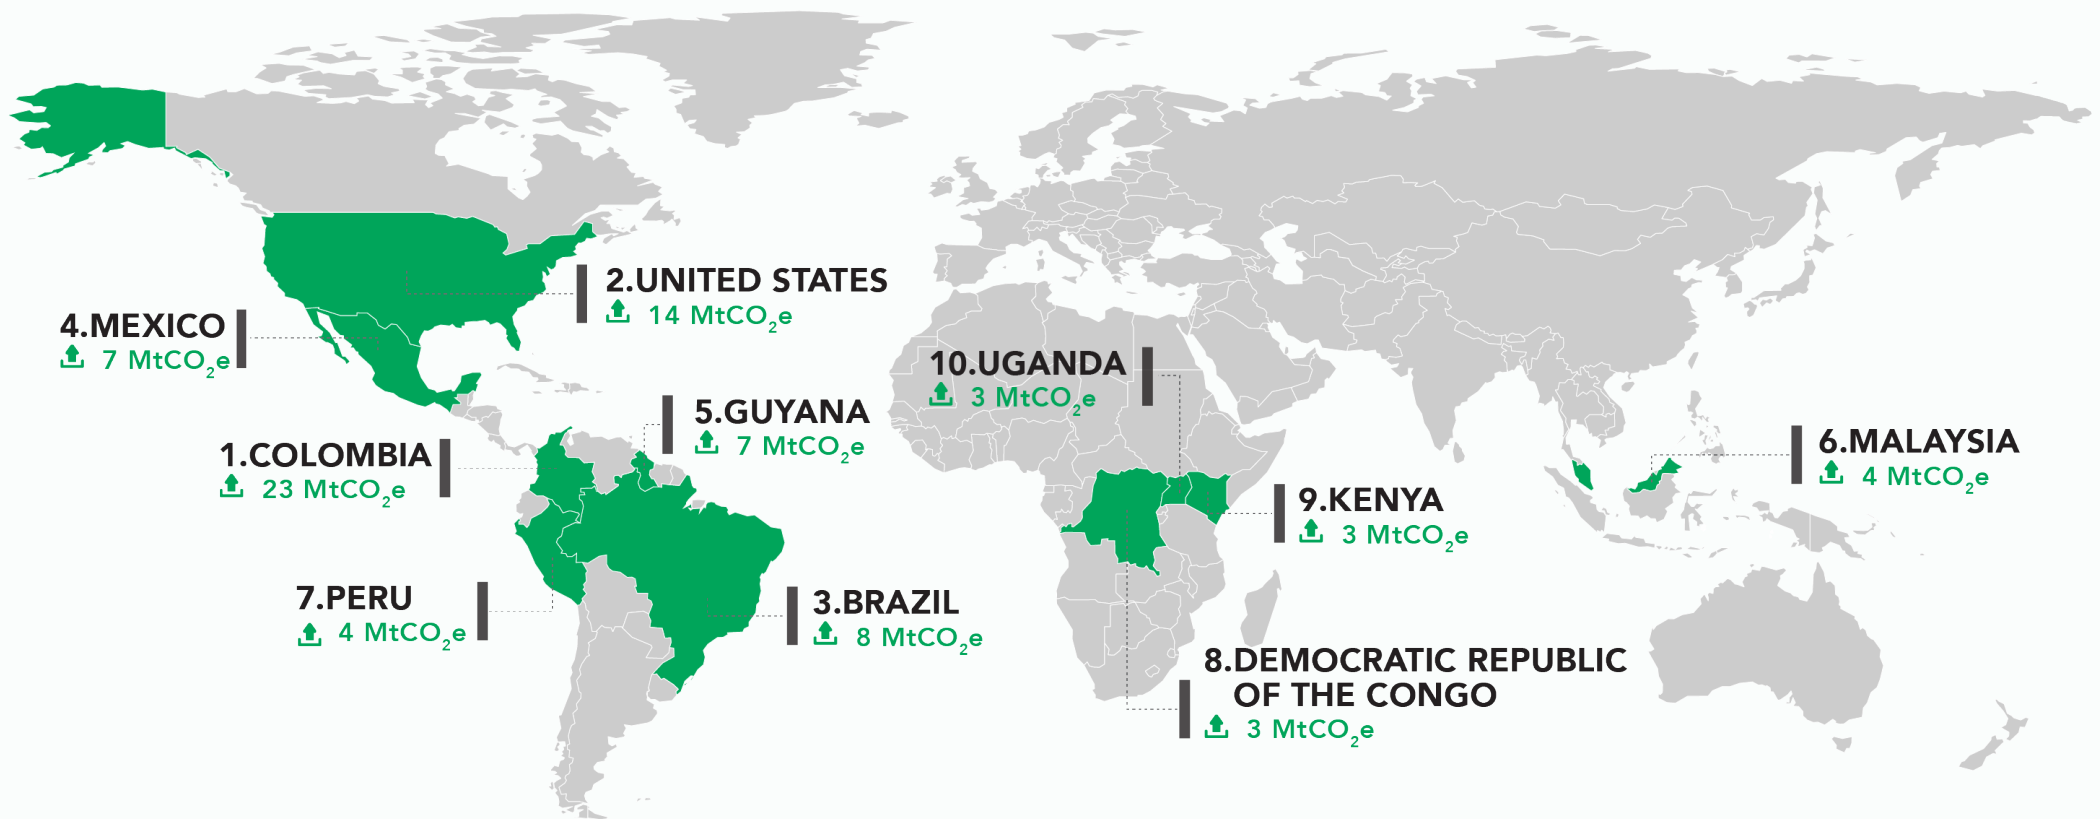 2.UNITED STATES
14 MtCO₂e
4.MEXICO
7 MtCO₂e
10.UGANDA
3 MtCO₂e
5.GUYANA
7 MtCO₂e
1.COLOMBIA
23 MtCO₂e
6.MALAYSIA
4 MtCO₂e
9.KENYA
3 MtCO₂e
7.PERU
4 MtCO₂e
3.BRAZIL
8 MtCO₂e
8.DEMOCRATIC REPUBLIC
OF THE CONGO
3 MtCO₂e